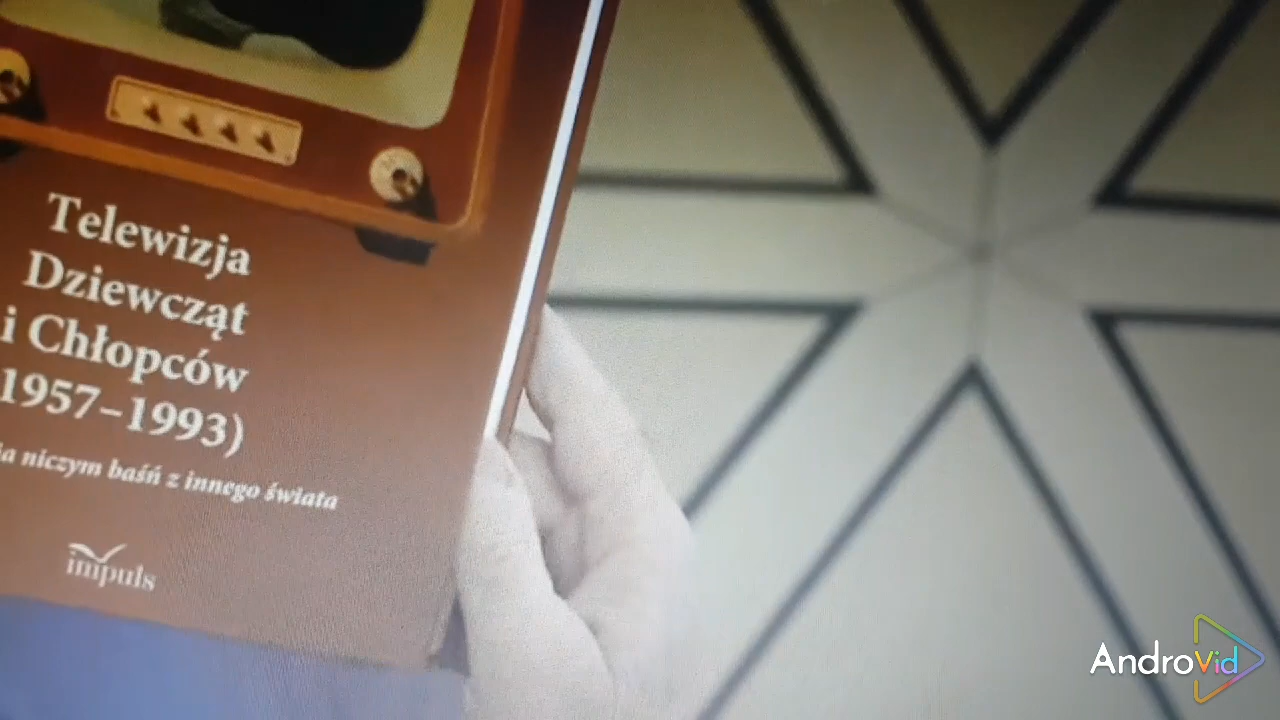 Telewizja
Dziewcząt
i Chłopców
1957–1993)
niczym baśń z innego świata
impuls
AndroVid